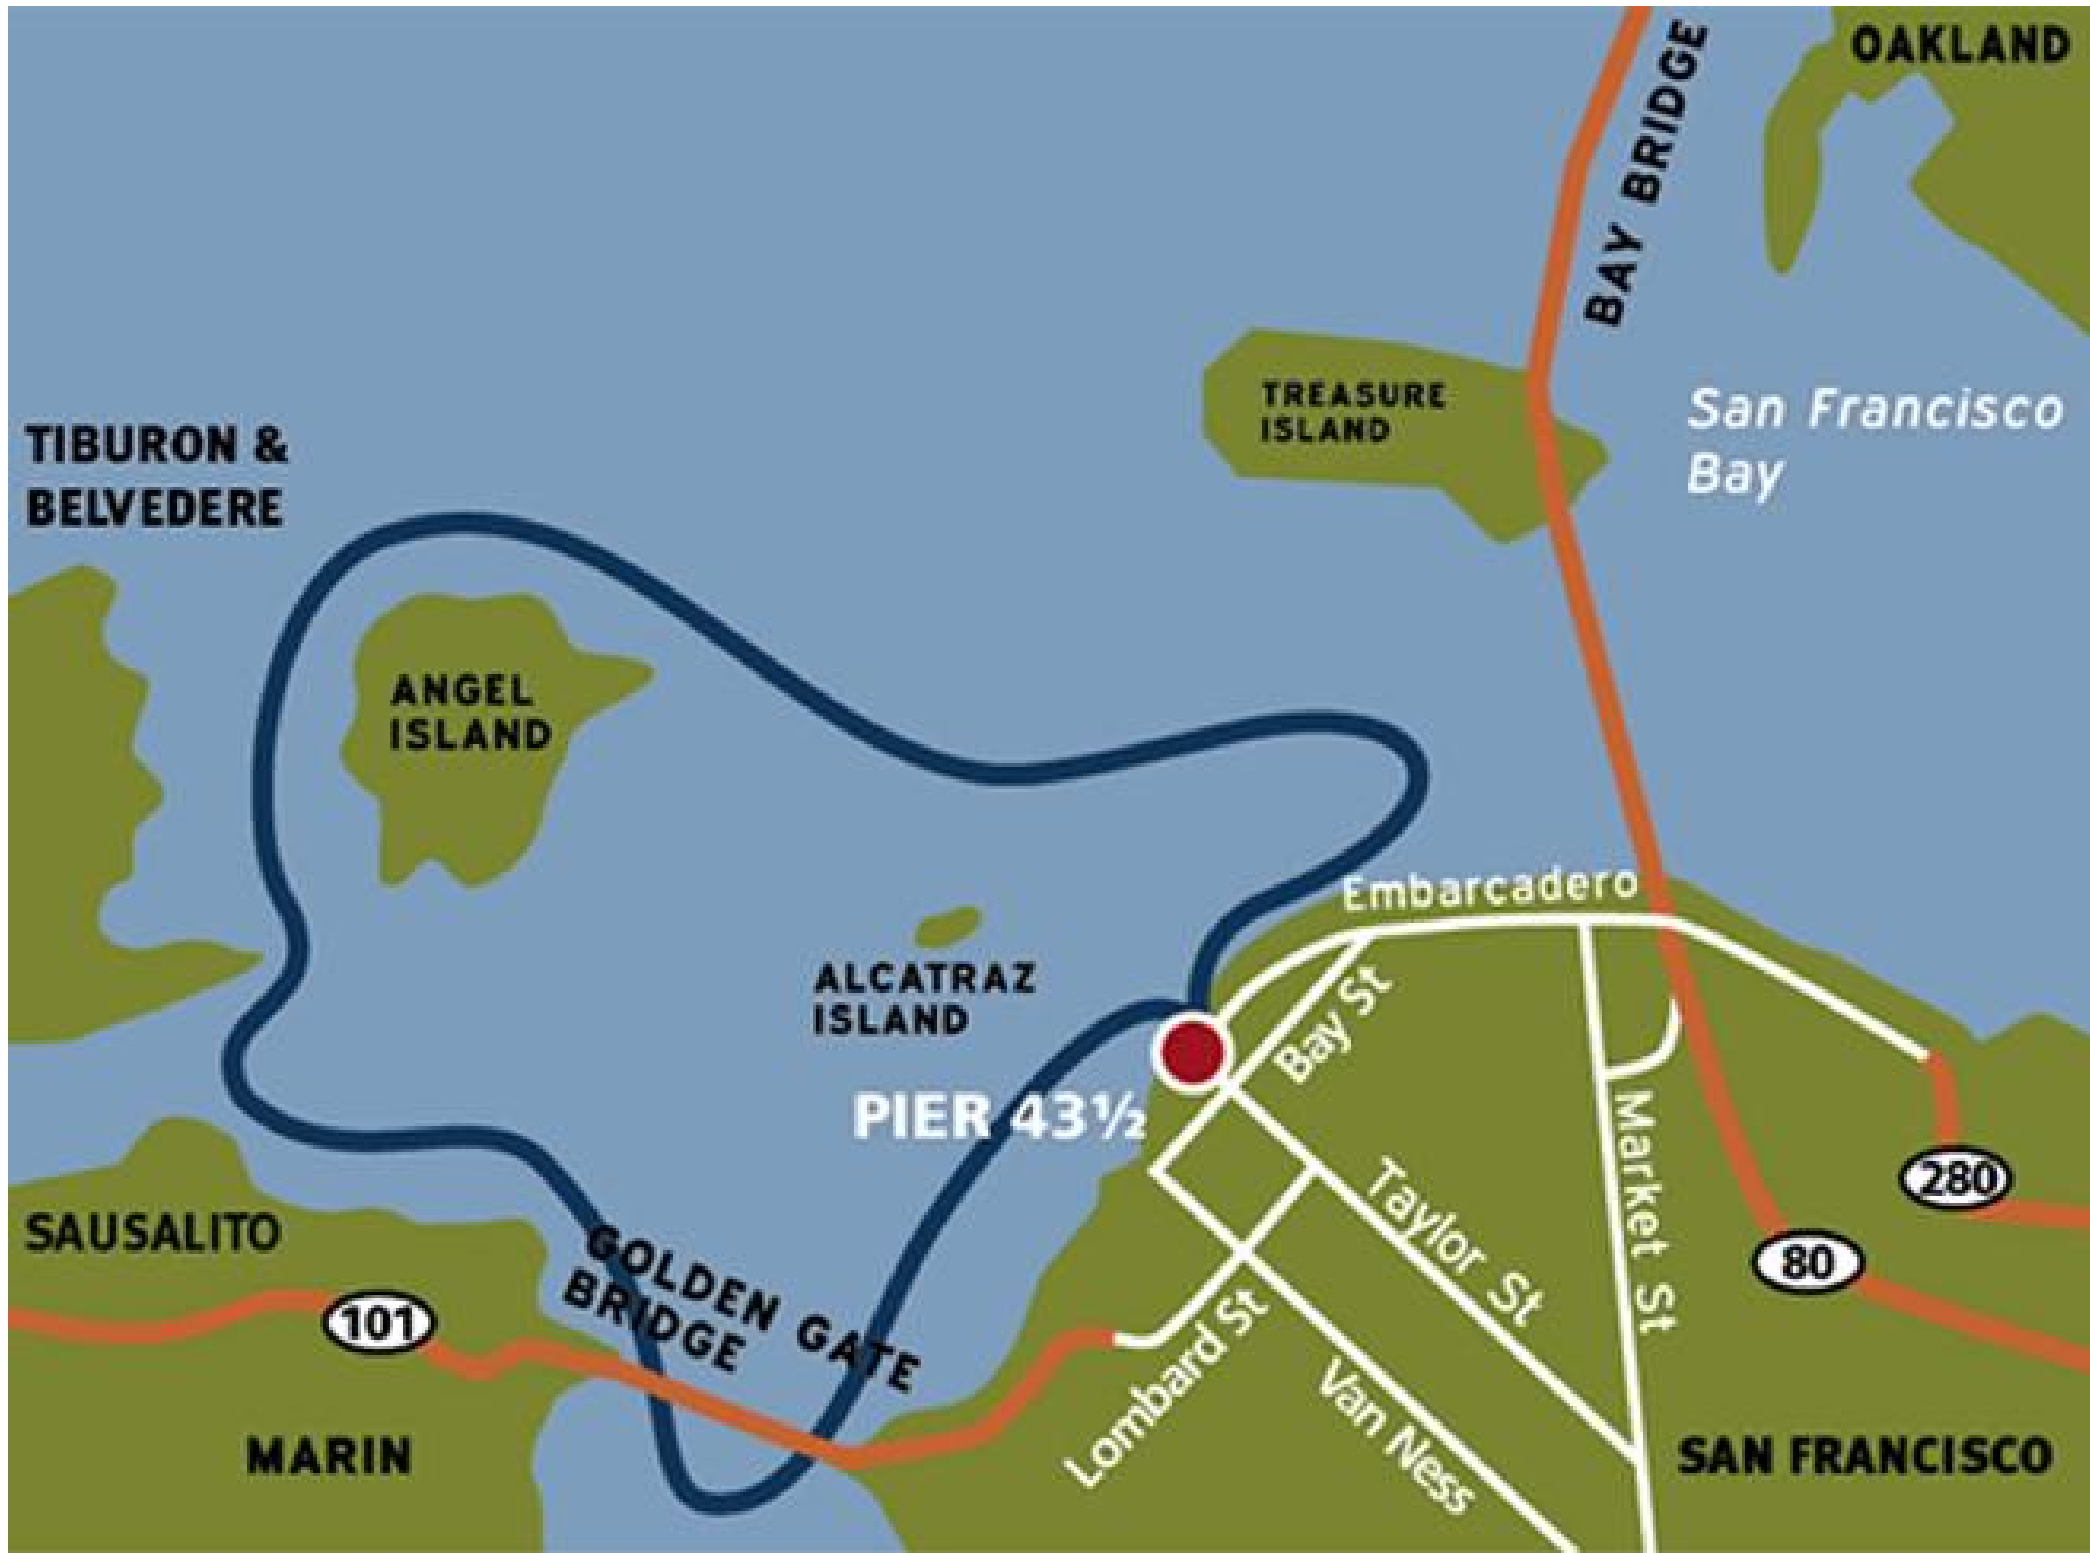 OAKLAND
BAY BRIDGE
TREASURE
ISLAND
San Francisco
Bay
TIBURON &
BELVEDERE
ANGEL
ISLAND
Embarcadero
ALCATRAZ
ISLAND
Bay St
PIER 43½
Market St
Taylor St
280
SAUSALITO
GOLDEN GATE
BRIDGE
80
101
Lombard St
Van Ness
MARIN
SAN FRANCISCO